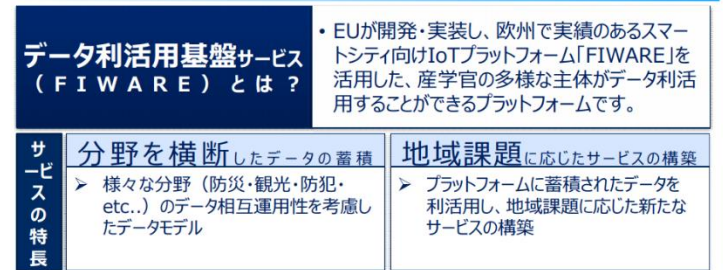 データ利活用基盤サービス
（FIWARE）とは？
• EUが開発・実装し、欧州で実績のあるスマー
トシティ向けIoTプラットフォーム「FIWARE」を
活用した、産学官の多様な主体がデータ利活
用することができるプラットフォームです。
サービスの特長
分野を横断したデータの蓄積
➢ 様々な分野（防災・観光・防犯・
etc..）のデータ相互運用性を考慮し
たデータモデル
地域課題に応じたサービスの構築
➢ プラットフォームに蓄積されたデータを
利活用し、地域課題に応じた新たな
サービスの構築